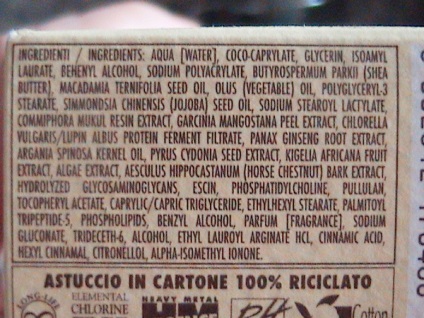 INGREDIENTI / INGREDIENTS: AQUA [WATER], COCO-CAPRYLATE, GLYCERIN, ISOAMYL
LAURATE, BEHENYL ALCOHOL, SODIUM POLYACRYLATE, BUTYROSPERMUM PARKII (SHEA
BUTTER), MACADAMIA TERNIFOLIA SEED OIL, OLUS (VEGETABLE) OIL, POLYGLYCERYL-3
STEARATE, SIMMONDSIA CHINENSIS (JOJOBA) SEED OIL, SODIUM STEAROYL LACTYLATE,
COMMIPHORA MUKUL RESIN EXTRACT, GARCINIA MANGOSTANA PEEL EXTRACT, CHLORELLA
VULGARIS/LUPIN ALBUS PROTEIN FERMENT FILTRATE, PANAX GINSENG ROOT EXTRACT,
ARGANIA SPINOSA KERNEL OIL, PYRUS CYDONIA SEED EXTRACT, KIGELIA AFRICANA FRUIT
EXTRACT, ALGAE EXTRACT, AESCULUS HIPPOCASTANUM (HORSE CHESTNUT) BARK EXTRACT,
HYDROLYZED GLYCOSAMINOGLYCANS, ESCIN, PHOSPHATIDYLCHOLINE, PULLULAN,
TOCOPHERYL ACETATE, CAPRYLIC/CAPRIC TRIGLYCERIDE, ETHYLHEXYL STEARATE, PALMITOYL
TRIPEPTIDE-5, PHOSPHOLIPIDS, BENZYL ALCOHOL, PARFUM [FRAGRANCE], SODIUM
GLUCONATE, TRIDECETH-6, ALCOHOL, ETHYL LAUROYL ARGINATE HCl, CINNAMIC ACID,
HEXYL CINNAMAL, CITRONELLOL, ALPHA-ISOMETHYL IONONE.
ASTUCCIO IN CARTONE 100% RICICLATO
LONG-LIFE
ELEMENTAL
CHLORINE
HEAVY METAL
PH
Cotton